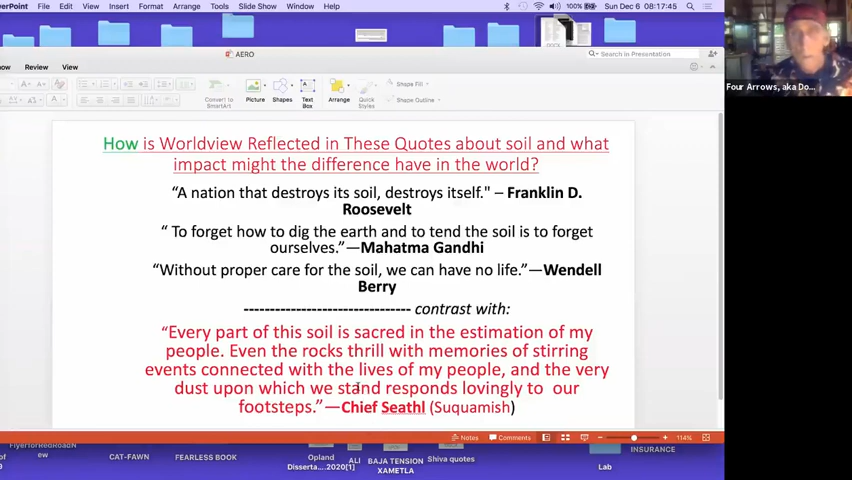 PowerPoint File Edit View Insert Format Arrange Tools Slide Show Window Help 100% Sun Dec 6 08:17:45
AERO
Search in Presentation
Review View
Convert to SmartArt Picture Shapes Text Box Arrange Quick Styles Shape Fill Shape Outline
Four Arrows, aka Do...
How is Worldview Reflected in These Quotes about soil and what
impact might the difference have in the world?
“A nation that destroys its soil, destroys itself." – Franklin D.
Roosevelt
“ To forget how to dig the earth and to tend the soil is to forget
ourselves.”—Mahatma Gandhi
“Without proper care for the soil, we can have no life.”—Wendell
Berry
--------------------------------- contrast with:
“Every part of this soil is sacred in the estimation of my
people. Even the rocks thrill with memories of stirring
events connected with the lives of my people, and the very
dust upon which we stand responds lovingly to our
footsteps.”—Chief Seathl (Suquamish)
Notes Comments 114%
FlyerforRedRoadNew
CAT-FAWN
FEARLESS BOOK
Opland Disserta....2020[1]
ALI
BAJA TENSION XAMETLA
Shiva quotes
Lab
INSURANCE